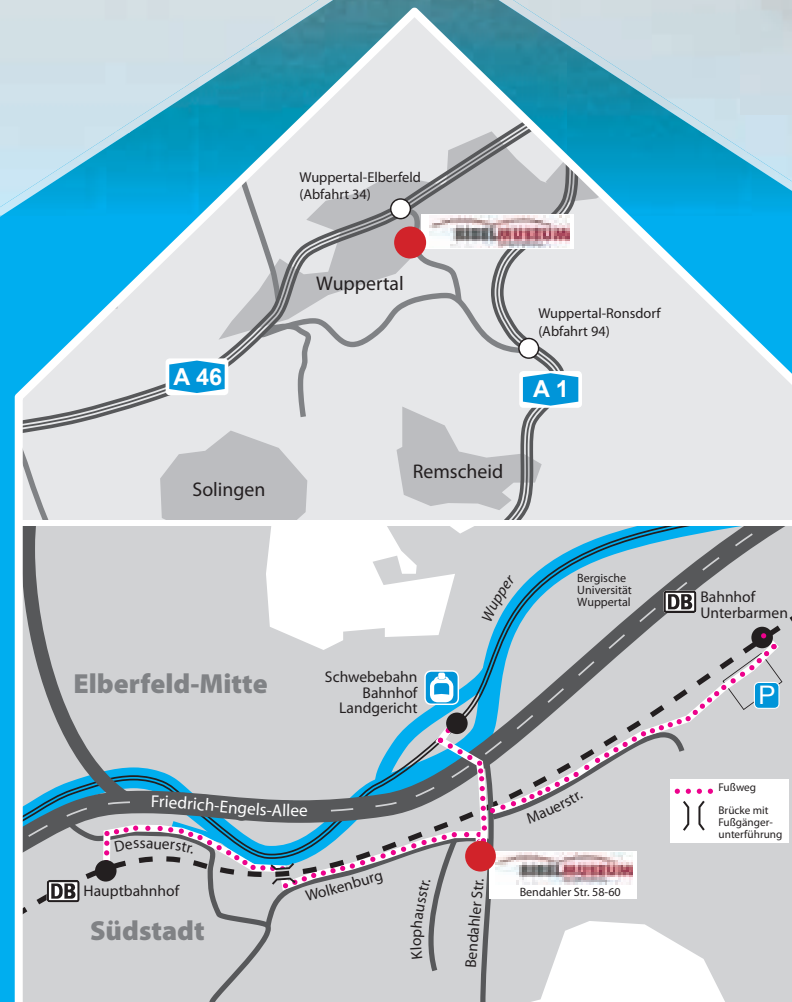 Wuppertal-Elberfeld
(Abfahrt 34)
BIBELMUSEUM
Wuppertal
Wuppertal-Ronsdorf
(Abfahrt 94)
A 46
A 1
Remscheid
Solingen
Wupper
Bergische
Universität
Wuppertal
DB Bahnhof
Unterbarmen
Elberfeld-Mitte
Schwebebahn
Bahnhof
Landgericht
P
Friedrich-Engels-Allee
Fußweg
Brücke mit
Fußgänger-
unterführung
Mauerstr.
Dessauerstr.
DB Hauptbahnhof
Wolkenburg
BIBELMUSEUM
Bendahler Str. 58-60
Klophausstr.
Bendahler Str.
Südstadt